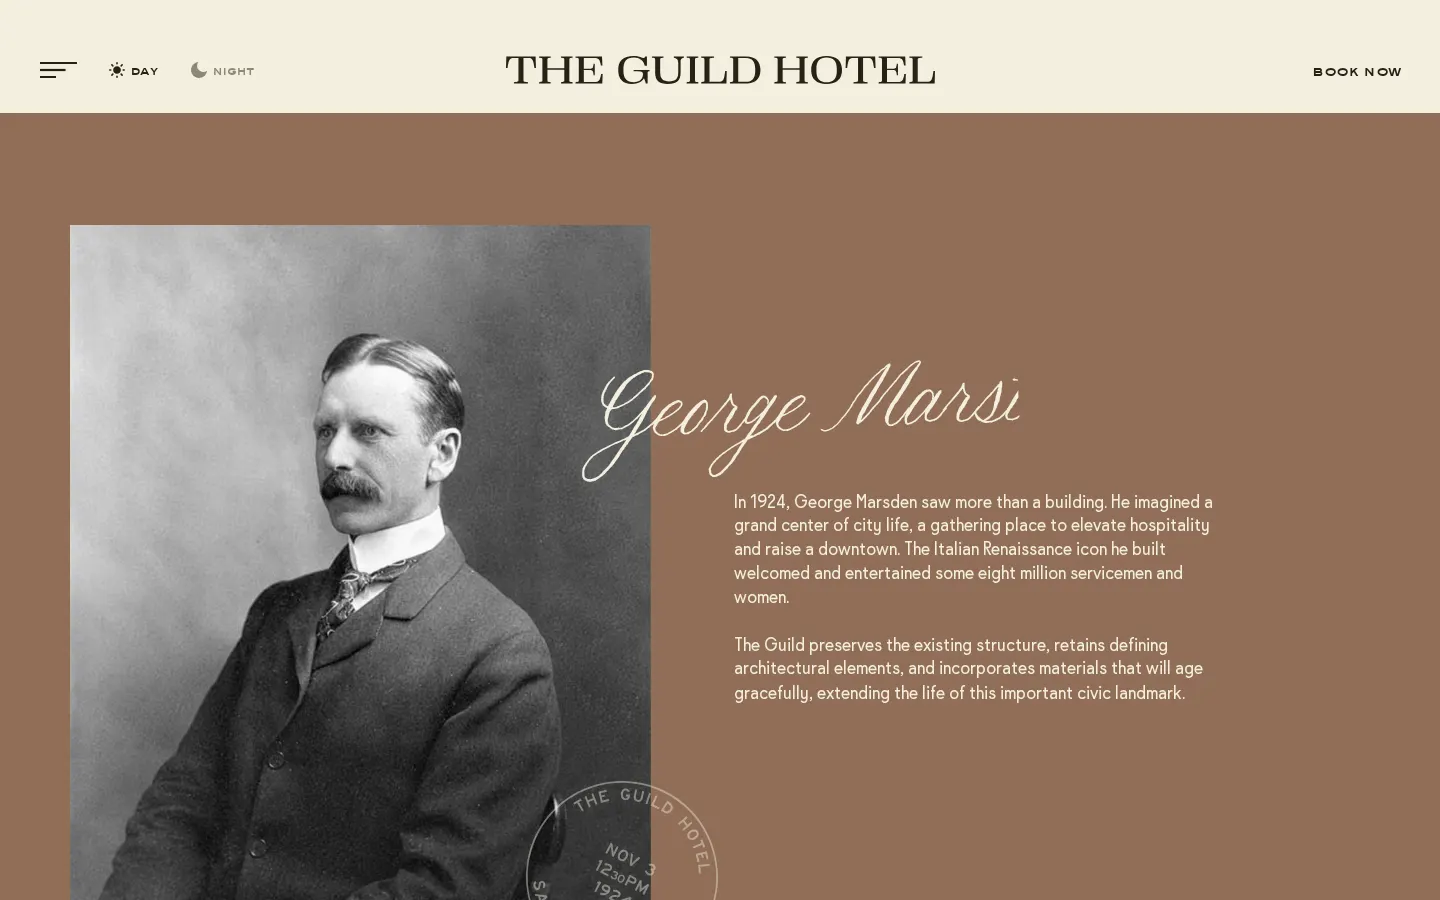 DAY
NIGHT
THE GUILD HOTEL
BOOK NOW
George Marsi
In 1924, George Marsden saw more than a building. He imagined a
grand center of city life, a gathering place to elevate hospitality
and raise a downtown. The Italian Renaissance icon he built
welcomed and entertained some eight million servicemen and
women.
The Guild preserves the existing structure, retains defining
architectural elements, and incorporates materials that will age
gracefully, extending the life of this important civic landmark.
THE GUILD HOTEL
NOV 3
1230PM
1924